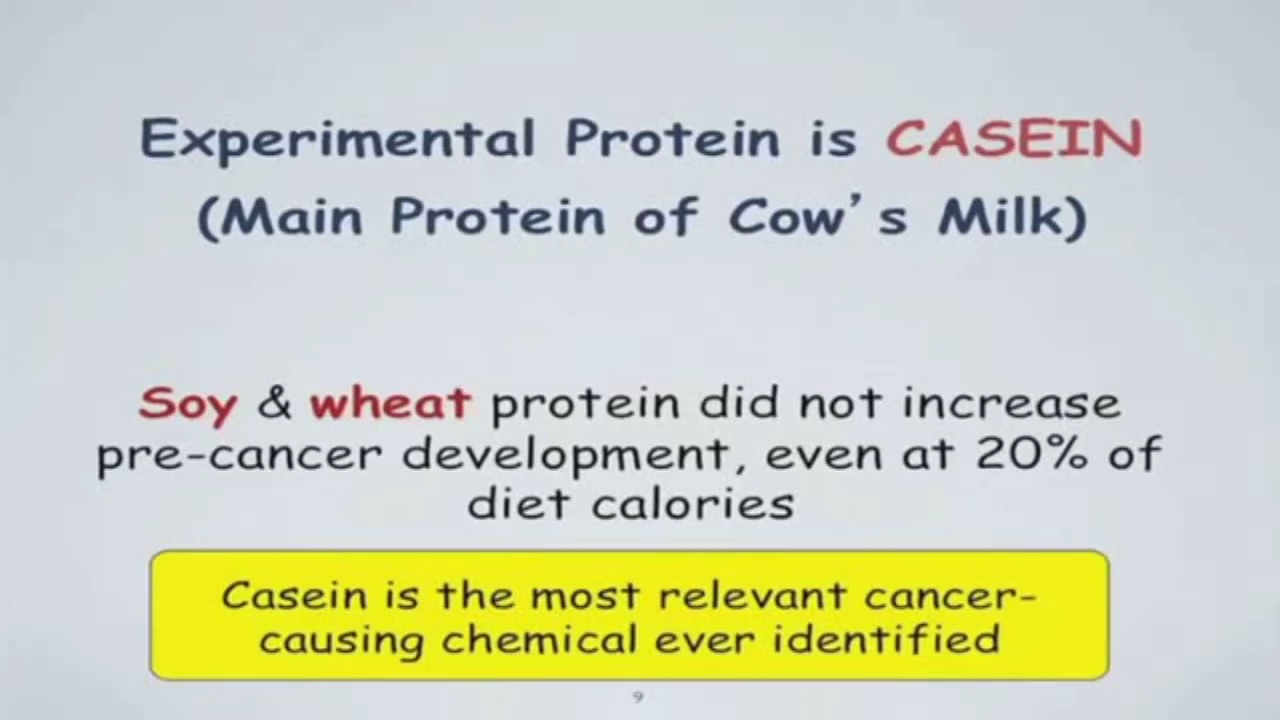 Experimental Protein is CASEIN
(Main Protein of Cow's Milk)
Soy & wheat protein did not increase
pre-cancer development, even at 20% of
diet calories
Casein is the most relevant cancer-
causing chemical ever identified
9